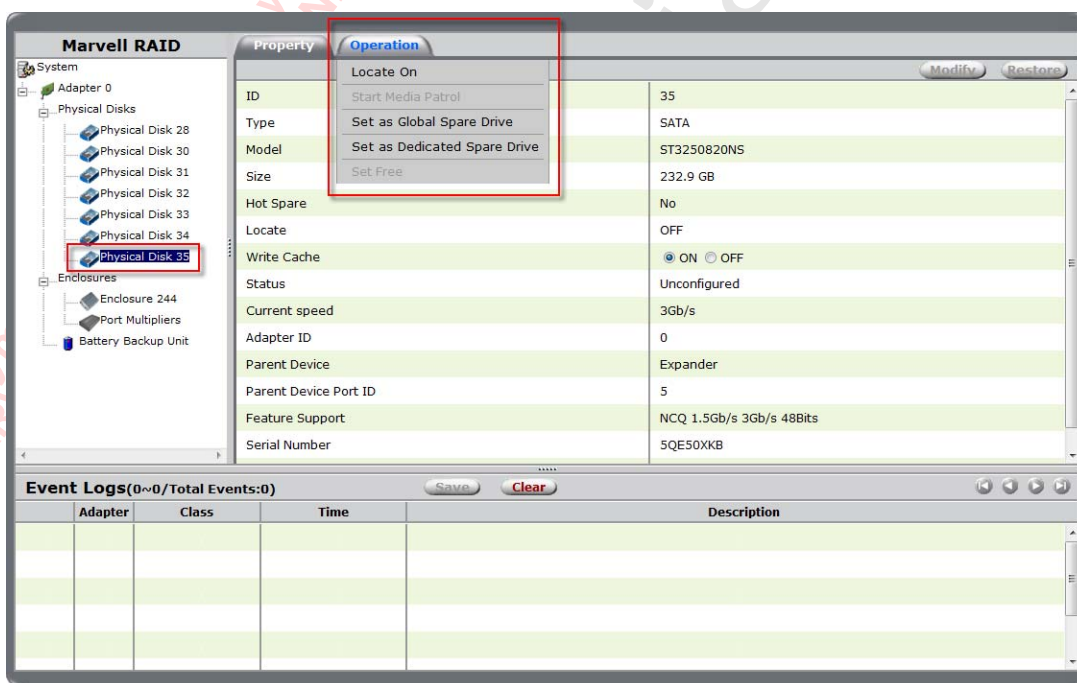 Marvell RAID
Property
Operation
System
Adapter 0
Physical Disks
Physical Disk 28
Physical Disk 30
Physical Disk 31
Physical Disk 32
Physical Disk 33
Physical Disk 34
Physical Disk 35
Enclosures
Enclosure 244
Port Multipliers
Battery Backup Unit
Locate On
Start Media Patrol
Set as Global Spare Drive
Set as Dedicated Spare Drive
Set Free
Modify Restore
ID 35
Type SATA
Model ST3250820NS
Size 232.9 GB
Hot Spare No
Locate OFF
Write Cache ON OFF
Status Unconfigured
Current speed 3Gb/s
Adapter ID 0
Parent Device Expander
Parent Device Port ID 5
Feature Support NCQ 1.5Gb/s 3Gb/s 48Bits
Serial Number 5QE50XKB
Event Logs(0~0/Total Events:0) Save Clear
Adapter Class Time Description